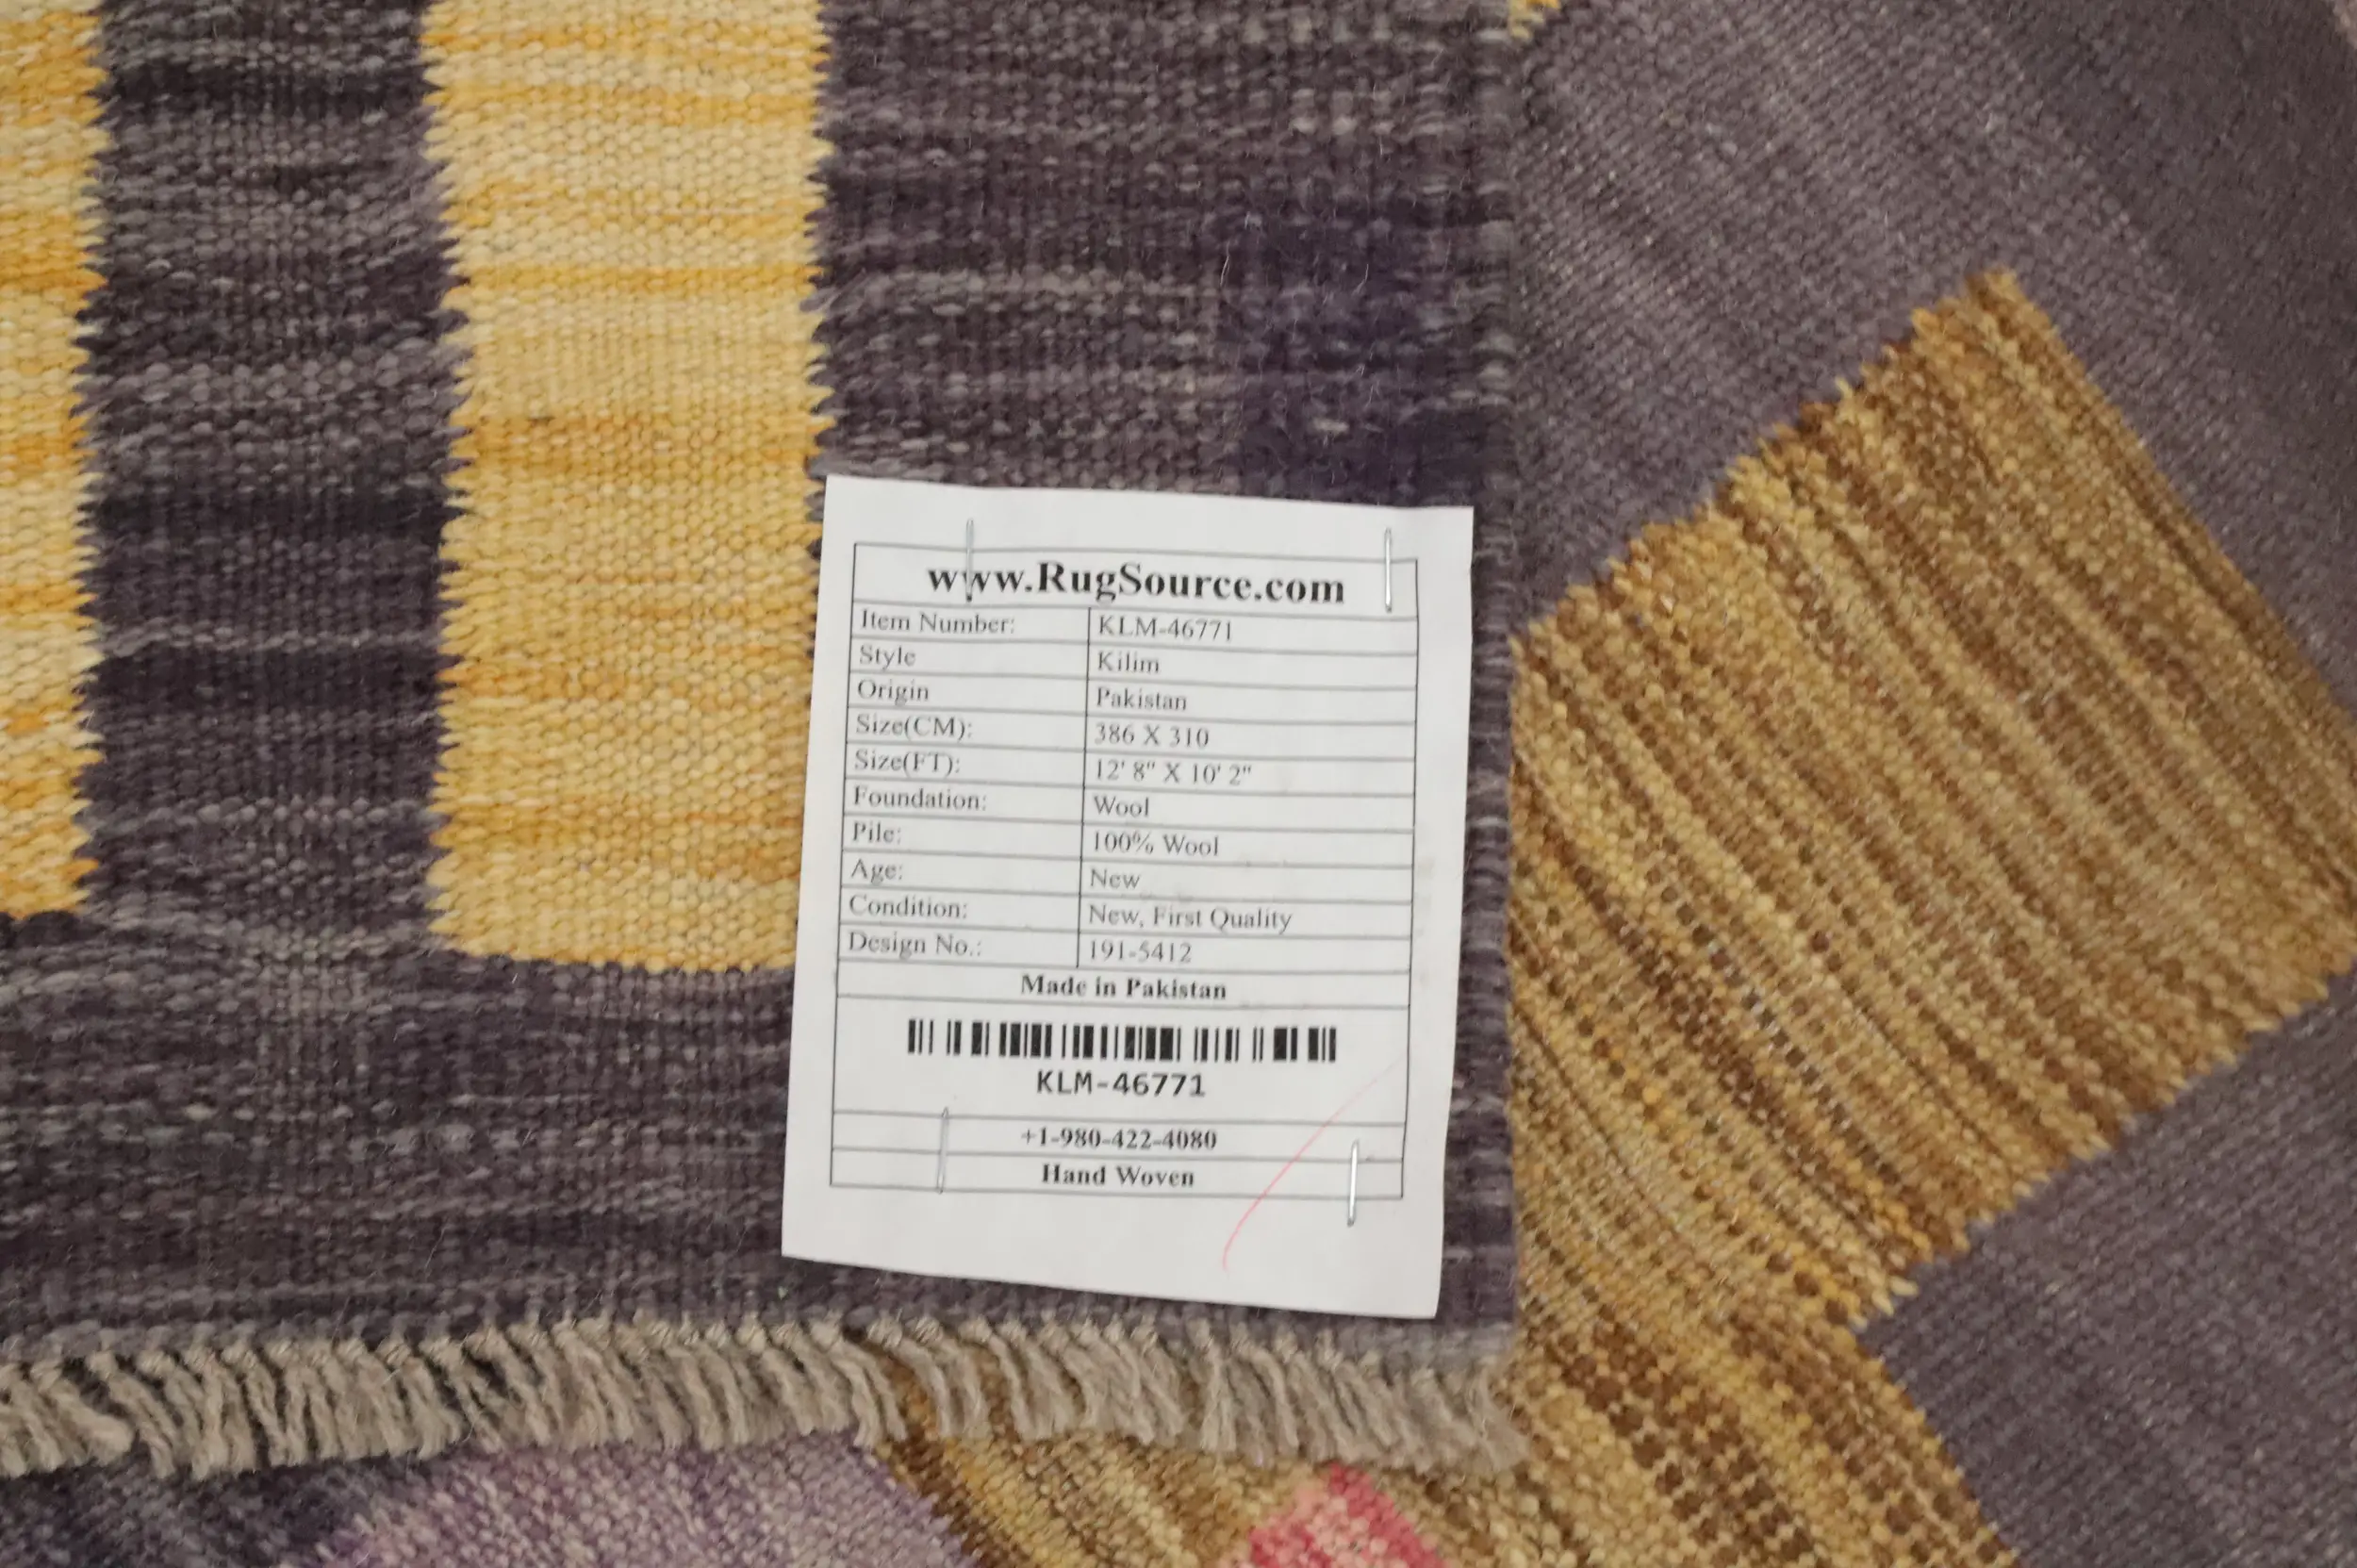 www.RugSource.com
Item Number: KLM-46771
Style Kilim
Origin Pakistan
Size(CM): 386 X 310
Size(FT): 12' 8" X 10' 2"
Foundation: Wool
Pile: 100% Wool
Age: New
Condition: New, First Quality
Design No.: 191-5412
Made in Pakistan
KLM-46771
+1-980-422-4080
Hand Woven